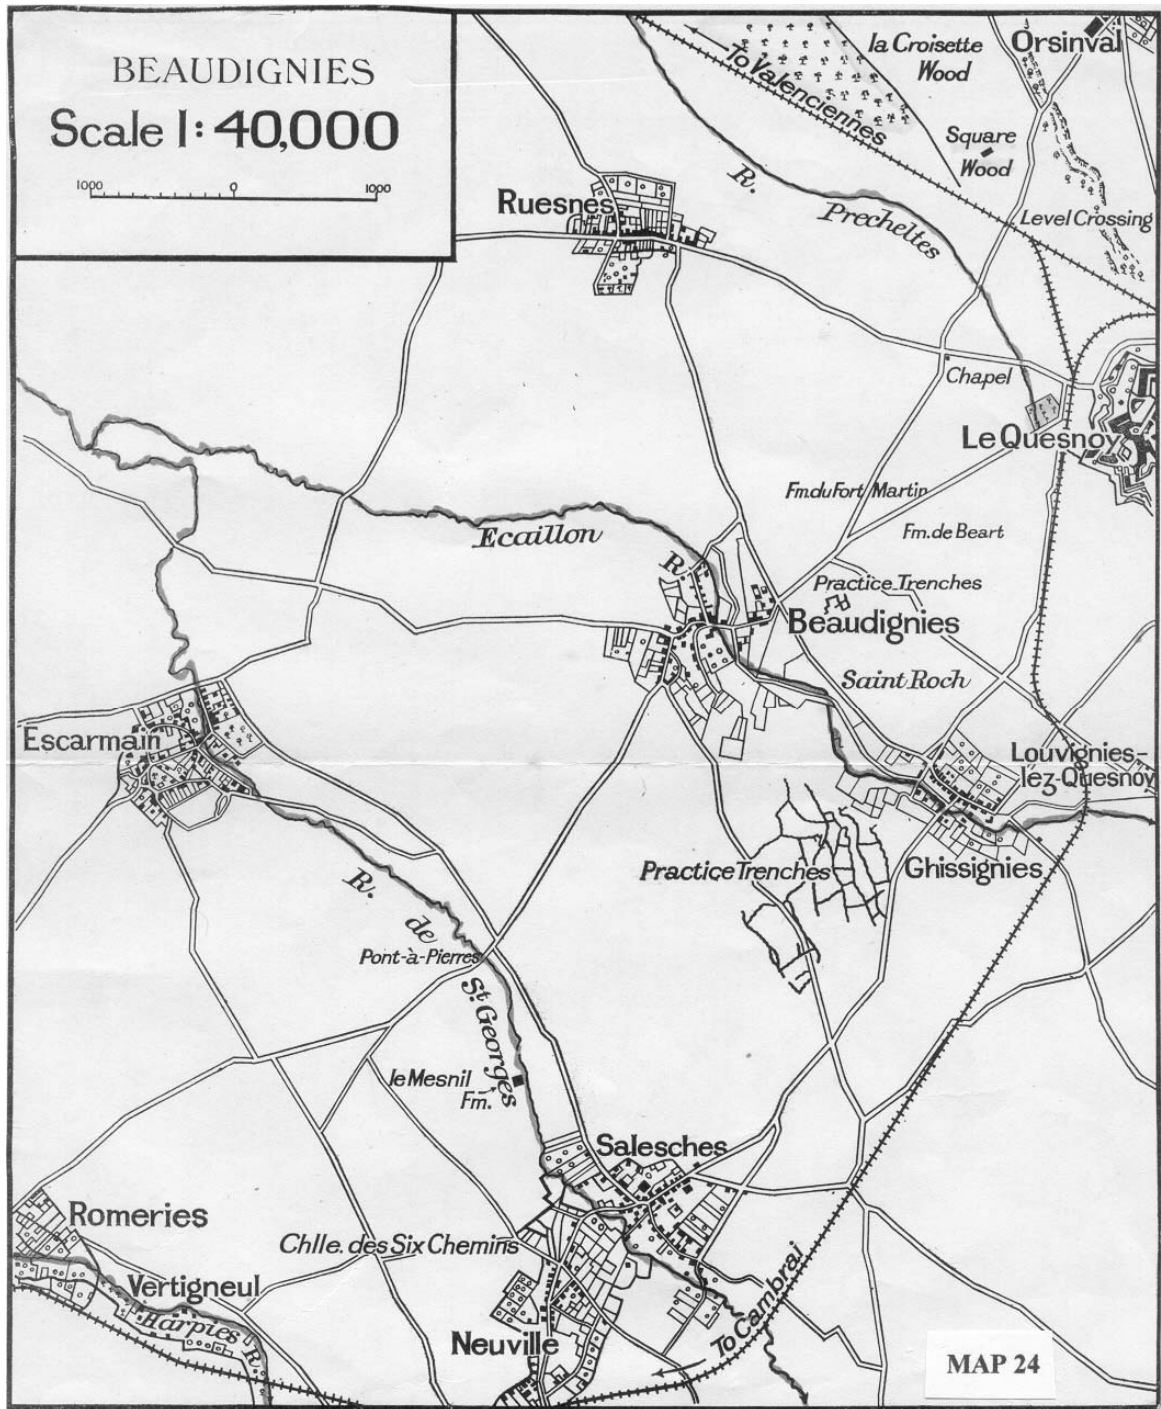 BEAUDIGNIES
Scale 1:40,000
1000 0 1000
la Croisette
Wood
Orsinval
To Valenciennes
Square
Wood
Ruesnes
R. Precheltes
Level Crossing
Chapel
Le Quesnoy
Fm. du Fort Martin
Fm. de Beart
R. Ecaillon
Practice Trenches
Beaudignies
Saint Roch
Escarmain
Louvignies-
léz-Quesnoy
Practice Trenches
Ghissignies
R. de St. Georges
Pont-à-Pierres
le Mesnil
Fm.
Salesches
Romeries
Chlle. des Six Chemins
Vertigneul
Harpies R.
Neuville
To Cambrai
MAP 24